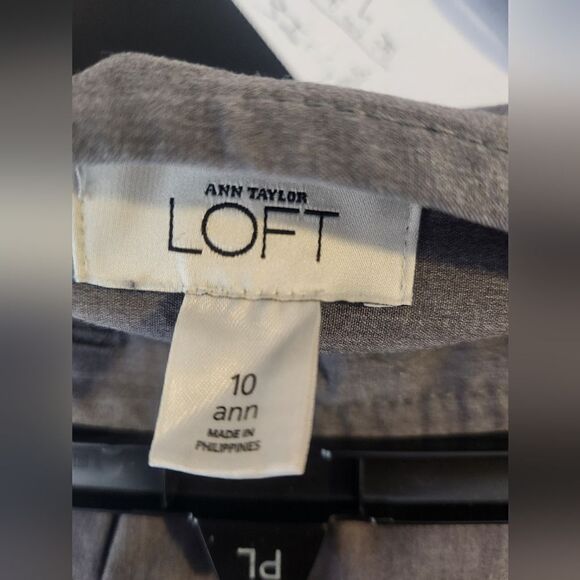 ANN TAYLOR
LOFT
10
ann
MADE IN
PHILIPPINES
PL